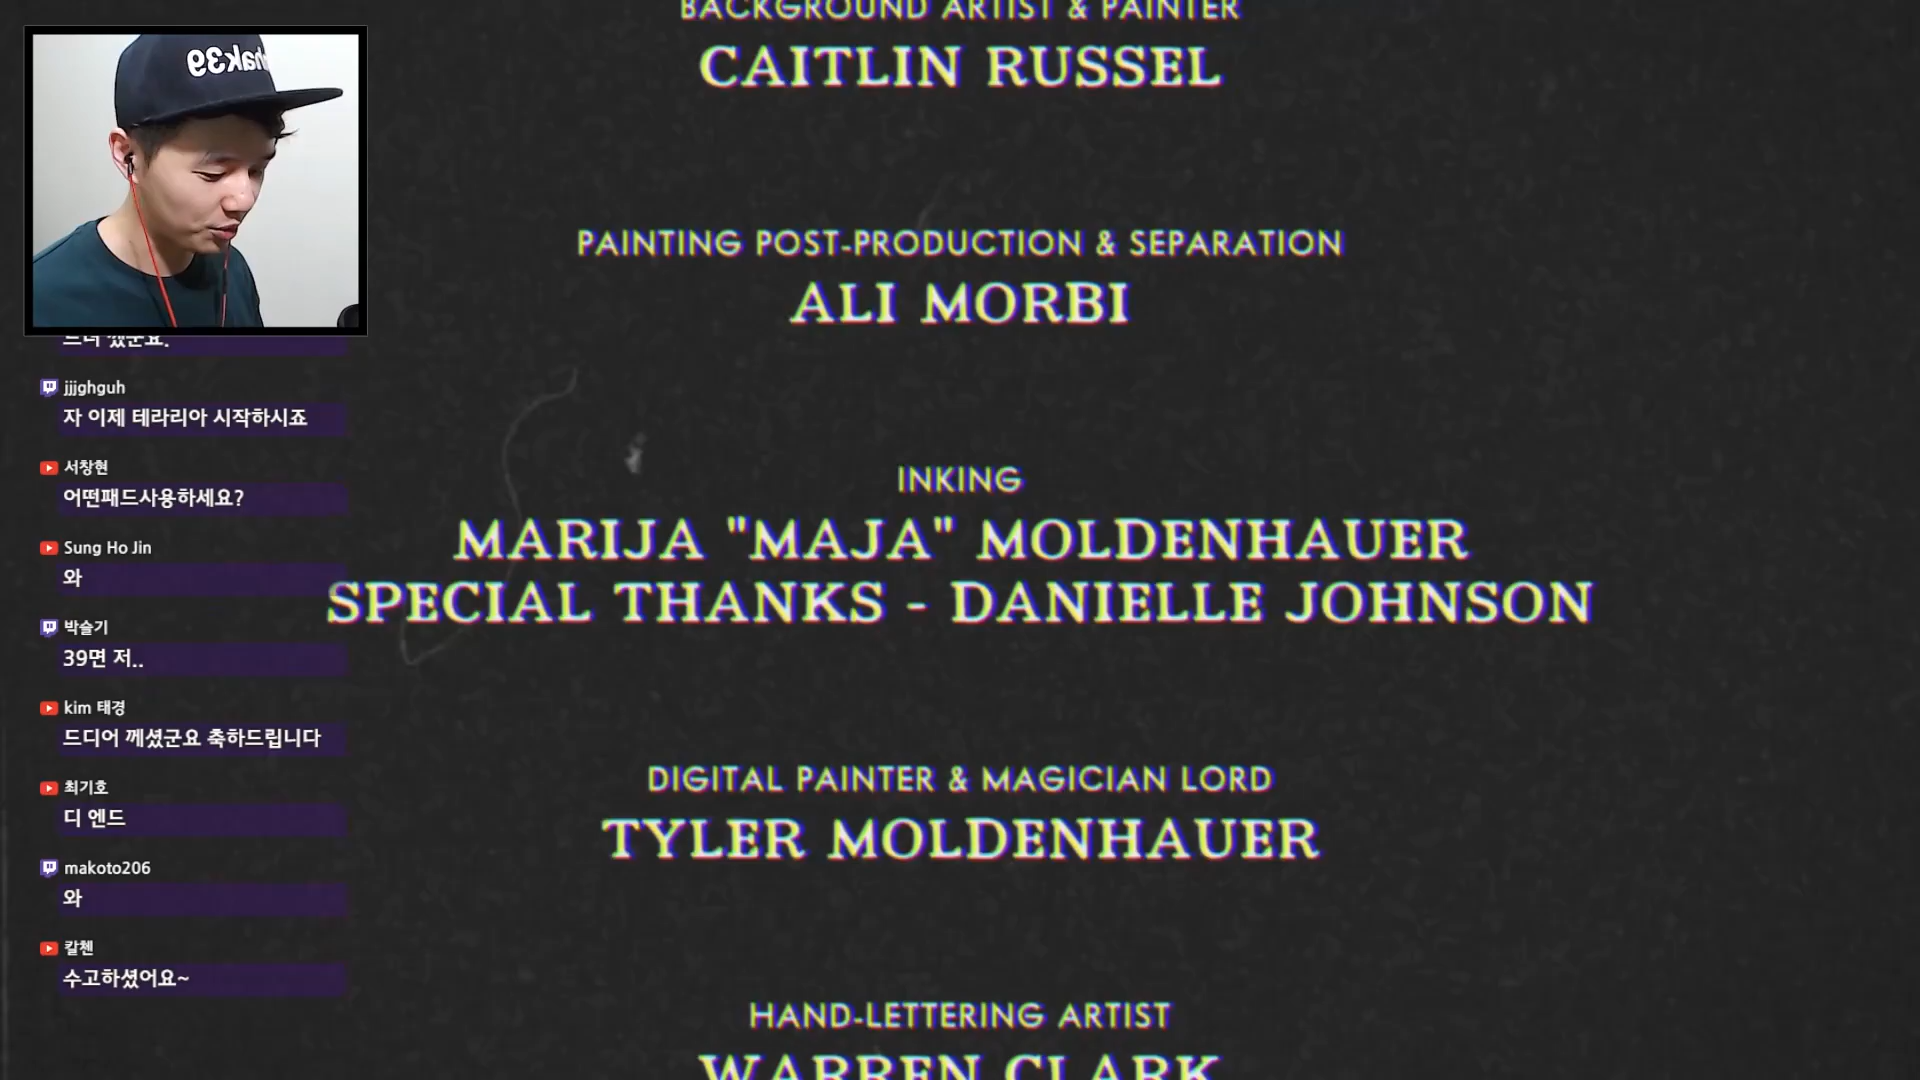 BACKGROUND ARTIST & PAINTER
CAITLIN RUSSEL
PAINTING POST-PRODUCTION & SEPARATION
ALI MORBI
INKING
MARIJA "MAJA" MOLDENHAUER
SPECIAL THANKS - DANIELLE JOHNSON
DIGITAL PAINTER & MAGICIAN LORD
TYLER MOLDENHAUER
HAND-LETTERING ARTIST
WARREN CLARK
hak39
jjjghguh
자 이제 테라리아 시작하시죠
서창현
어떤패드사용하세요?
Sung Ho Jin
와
박슬기
39면 저..
kim 태경
드디어 께셨군요 축하드립니다
최기호
디 엔드
makoto206
와
칼첸
수고하셨어요~